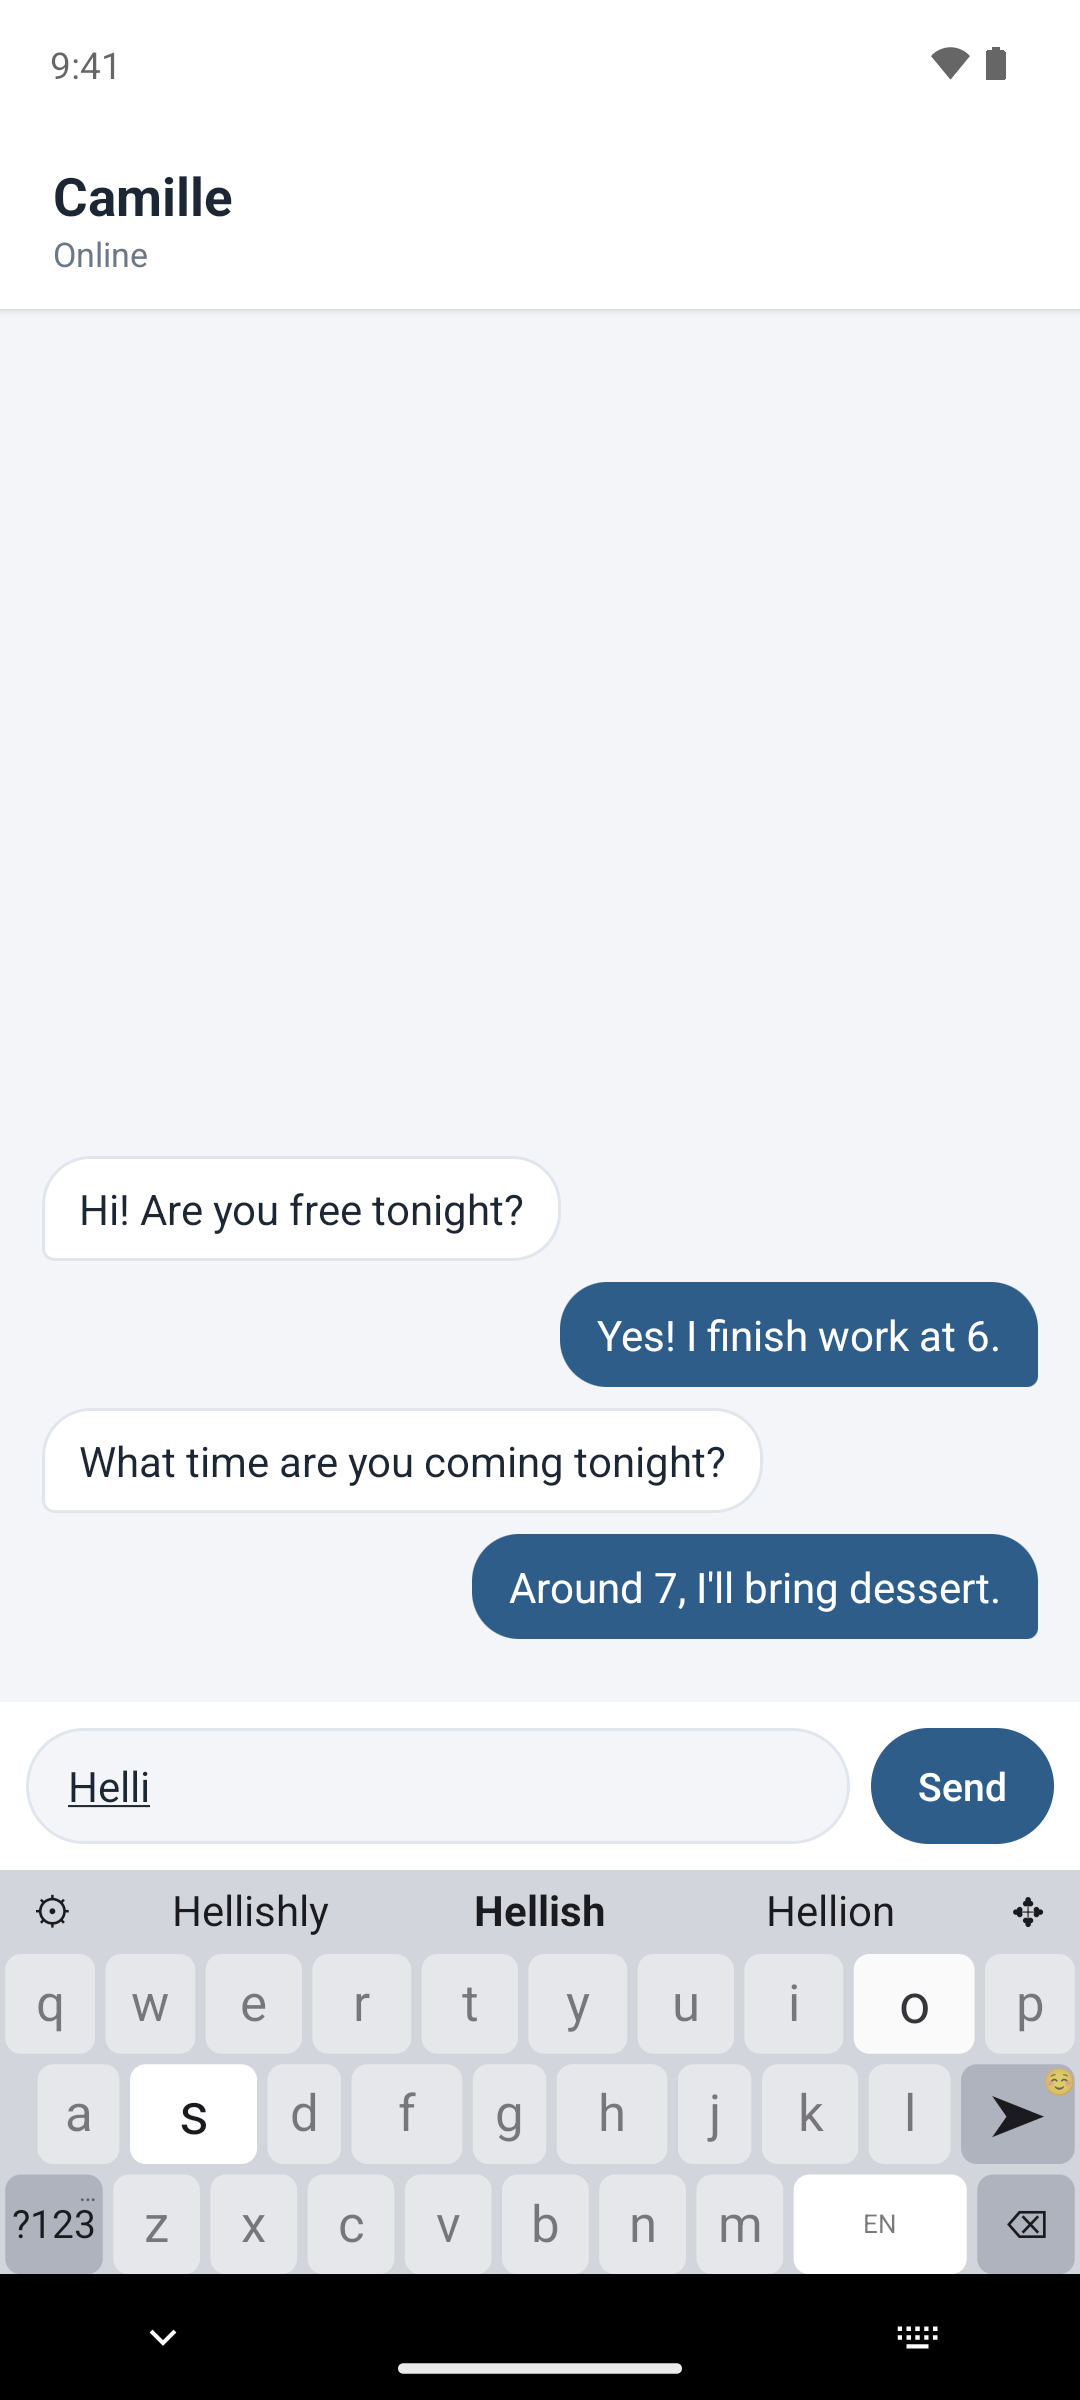 9:41
Camille
Online
Hi! Are you free tonight?
Yes! I finish work at 6.
What time are you coming tonight?
Around 7, I'll bring dessert.
Helli
Send
Hellishly Hellish Hellion
q w e r t y u i o p
a s d f g h j k l
?123 z x c v b n m EN